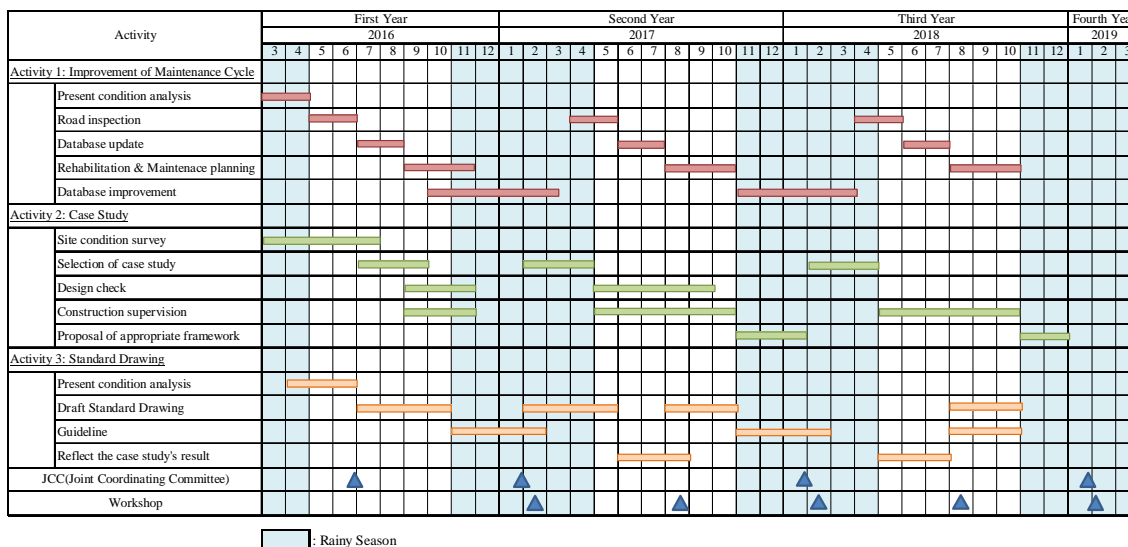 Activity
First Year Second Year Third Year Fourth Yea
2016 2017 2018 2019
3 4 5 6 7 8 9 10 11 12 1 2 3 4 5 6 7 8 9 10 11 12 1 2 3 4 5 6 7 8 9 10 11 12 1 2 3
Activity 1: Improvement of Maintenance Cycle
Present condition analysis
Road inspection
Database update
Rehabilitation & Maintenace planning
Database improvement
Activity 2: Case Study
Site condition survey
Selection of case study
Design check
Construction supervision
Proposal of appropriate framework
Activity 3: Standard Drawing
Present condition analysis
Draft Standard Drawing
Guideline
Reflect the case study's result
JCC(Joint Coordinating Committee)
Workshop
: Rainy Season